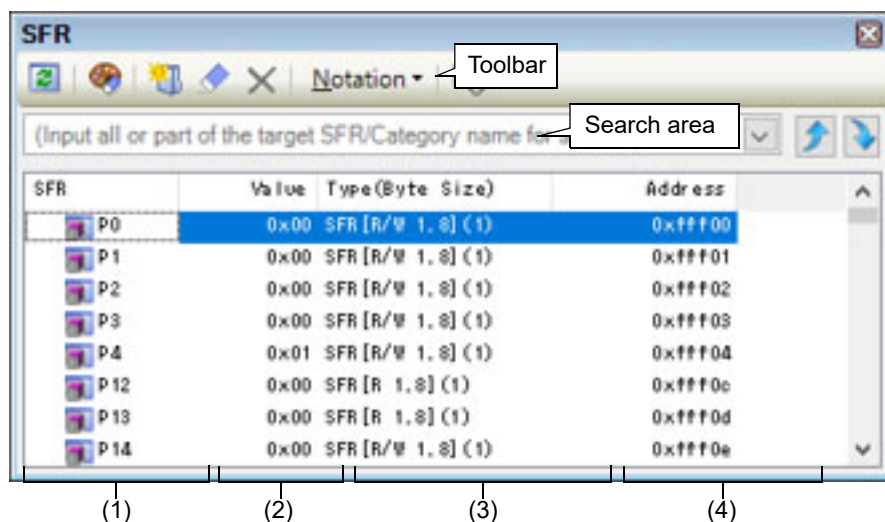 SFR
Notation
Toolbar
(Input all or part of the target SFR/Category name for
Search area
SFR Value Type(Byte Size) Address
P0 0x00 SFR[R/W 1,8](1) 0xfff00
P1 0x00 SFR[R/W 1,8](1) 0xfff01
P2 0x00 SFR[R/W 1,8](1) 0xfff02
P3 0x00 SFR[R/W 1,8](1) 0xfff03
P4 0x01 SFR[R/W 1,8](1) 0xfff04
P12 0x00 SFR[R 1,8](1) 0xfff0c
P13 0x00 SFR[R 1,8](1) 0xfff0d
P14 0x00 SFR[R/W 1,8](1) 0xfff0e
(1) (2) (3) (4)